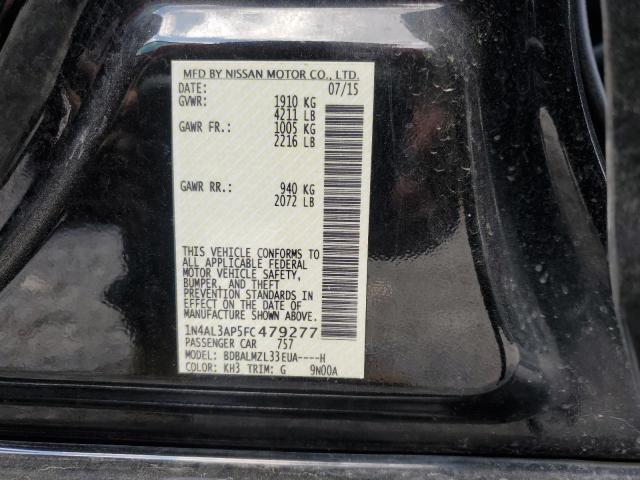 MFD BY NISSAN MOTOR CO., LTD.
DATE: 07/15
GVWR: 1910 KG
4211 LB
GAWR FR.: 1005 KG
2216 LB
GAWR RR.: 940 KG
2072 LB
THIS VEHICLE CONFORMS TO
ALL APPLICABLE FEDERAL
MOTOR VEHICLE SAFETY,
BUMPER, AND THEFT
PREVENTION STANDARDS IN
EFFECT ON THE DATE OF
MANUFACTURE SHOWN ABOVE.
1N4AL3AP5FC479277
PASSENGER CAR 757
MODEL: BDBALMZL33EUA----H
COLOR: KH3 TRIM: G 9N00A